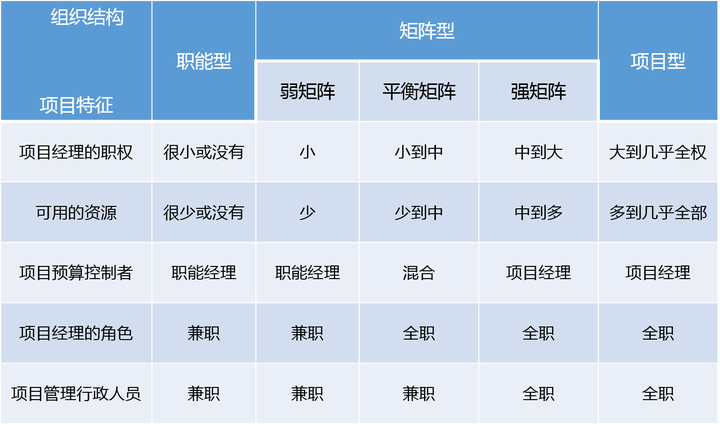 组织结构
项目特征
职能型
矩阵型
项目型
弱矩阵 平衡矩阵 强矩阵
项目经理的职权 很小或没有 小 小到中 中到大 大到几乎全权
可用的资源 很少或没有 少 少到中 中到多 多到几乎全部
项目预算控制者 职能经理 职能经理 混合 项目经理 项目经理
项目经理的角色 兼职 兼职 全职 全职 全职
项目管理行政人员 兼职 兼职 兼职 全职 全职